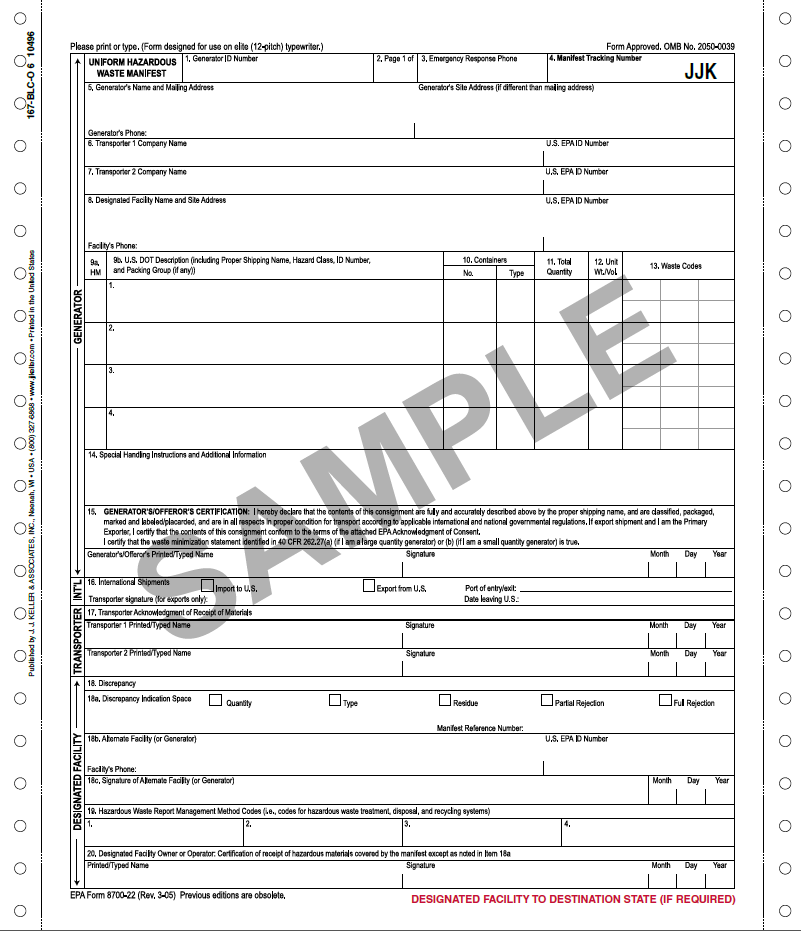 Please print or type. (Form designed for use on elite (12-pitch) typewriter.) Form Approved. OMB No. 2050-0039
UNIFORM HAZARDOUS WASTE MANIFEST
1. Generator ID Number
2. Page 1 of
3. Emergency Response Phone
4. Manifest Tracking Number
JJK
5. Generator's Name and Mailing Address
Generator's Site Address (if different than mailing address)
Generator's Phone:
6. Transporter 1 Company Name
U.S. EPA ID Number
7. Transporter 2 Company Name
U.S. EPA ID Number
8. Designated Facility Name and Site Address
U.S. EPA ID Number
Facility's Phone:
9a. HM
9b. U.S. DOT Description (including Proper Shipping Name, Hazard Class, ID Number,
and Packing Group (if any))
10. Containers
No.
Type
11. Total Quantity
12. Unit Wt./Vol.
13. Waste Codes
1.
2.
3.
4.
14. Special Handling Instructions and Additional Information
15. GENERATOR'S/OFFEROR'S CERTIFICATION: I hereby declare that the contents of this consignment are fully and accurately described above by the proper shipping name, and are classified, packaged,
marked and labeled/placarded, and are in all respects in proper condition for transport according to applicable international and national governmental regulations. If export shipment and I am the Primary
Exporter, I certify that the contents of this consignment conform to the terms of the attached EPA Acknowledgment of Consent.
I certify that the waste minimization statement identified in 40 CFR 262.27(a) (if I am a large quantity generator) or (b) (if I am a small quantity generator) is true.
Generator's/Offeror's Printed/Typed Name
Signature
Month Day Year
16. International Shipments
Import to U.S.
Export from U.S.
Port of entry/exit:
Transporter signature (for exports only):
Date leaving U.S.:
17. Transporter Acknowledgment of Receipt of Materials
Transporter 1 Printed/Typed Name
Signature
Month Day Year
Transporter 2 Printed/Typed Name
Signature
Month Day Year
18. Discrepancy
18a. Discrepancy Indication Space
Quantity
Type
Residue
Partial Rejection
Full Rejection
Manifest Reference Number:
18b. Alternate Facility (or Generator)
U.S. EPA ID Number
Facility's Phone:
18c. Signature of Alternate Facility (or Generator)
Month Day Year
19. Hazardous Waste Report Management Method Codes (i.e., codes for hazardous waste treatment, disposal, and recycling systems)
1.
2.
3.
4.
20. Designated Facility Owner or Operator: Certification of receipt of hazardous materials covered by the manifest except as noted in Item 18a
Printed/Typed Name
Signature
Month Day Year
EPA Form 8700-22 (Rev. 3-05) Previous editions are obsolete.
DESIGNATED FACILITY TO DESTINATION STATE (IF REQUIRED)
GENERATOR
INT'L
TRANSPORTER
DESIGNATED FACILITY
167-BLC-O 6 10496
Published by J. J. KELLER & ASSOCIATES, INC., Neenah, WI • USA • (800) 327-6868 • www.jjkeller.com • Printed in the United States
SAMPLE